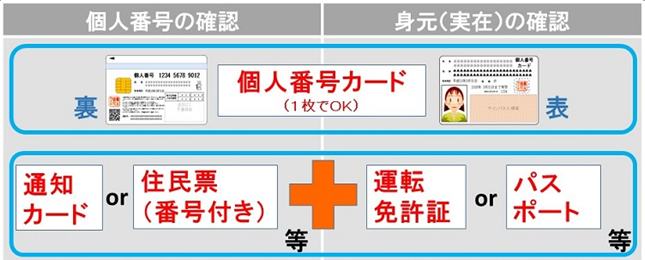 個人番号の確認
身元(実在)の確認
個人番号 1234 5678 9012
裏
個人番号カード
(1枚でOK)
個人番号
カード
表
通知
カード
or
住民票
(番号付き)
等
運転
免許証
or
パス
ポート
等